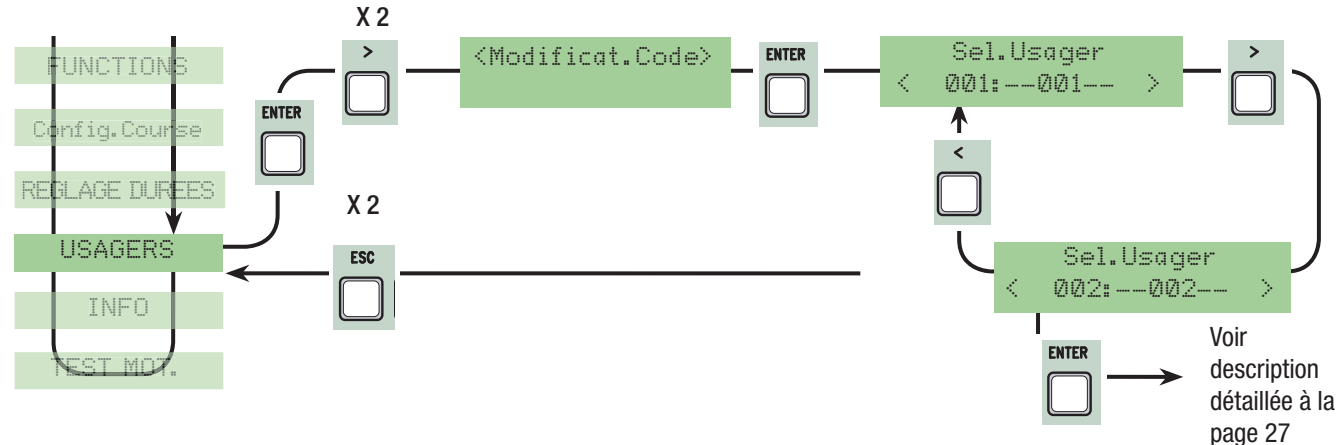 FUNCTIONS
Config.Course
REGLAGE DUREES
USAGERS
INFO
TEST MOT.
ENTER
X 2
>
<Modificat.Code>
ENTER
Sel.Usager
< 001:--001-- >
>
<
Sel.Usager
< 002:--002-- >
X 2
ESC
ENTER
Voir
description
détaillée à la
page 27